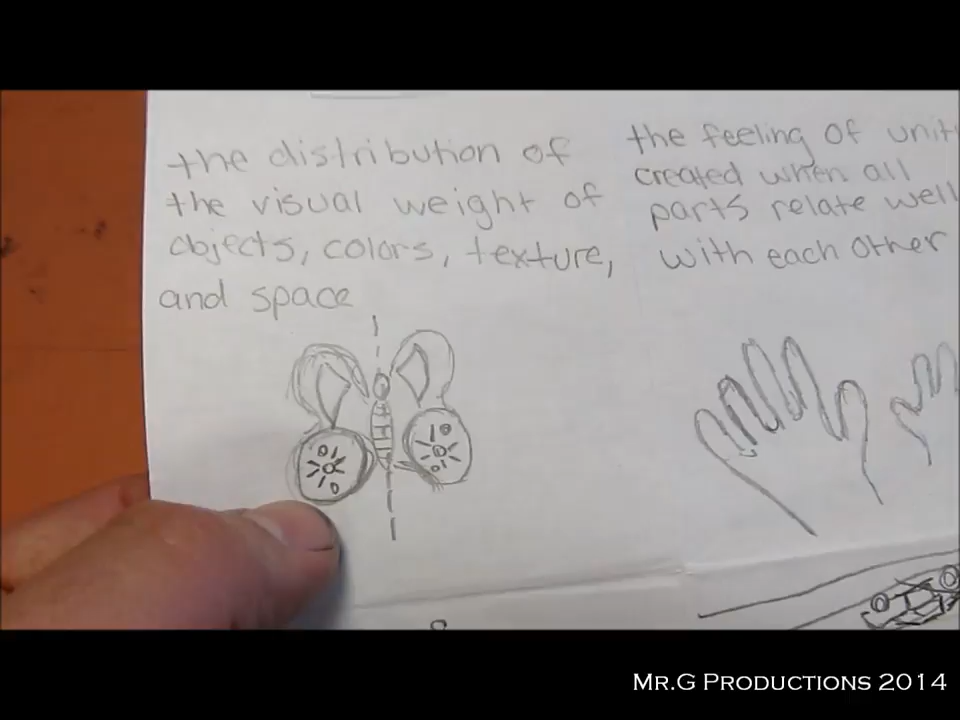 the distribution of
the visual weight of
objects, colors, texture,
and space
the feeling of unit
created when all
parts relate well
with each other
MR.G PRODUCTIONS 2014